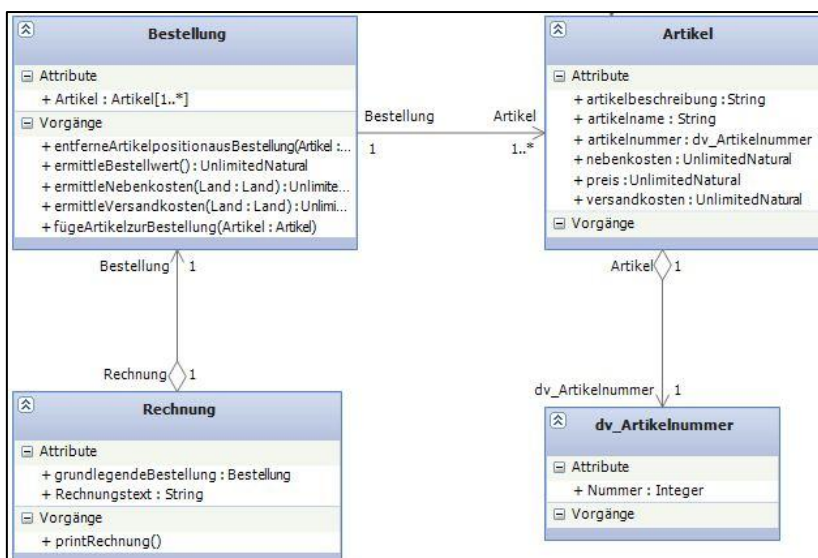 Bestellung
Attribute
+ Artikel : Artikel[1..*]
Vorgänge
+ entferneArtikelpositionausBestellung(Artikel :...
+ ermittleBestellwert() : UnlimitedNatural
+ ermittleNebenkosten(Land : Land) : Unlimite...
+ ermittleVersandkosten(Land : Land) : Unlimi...
+ fügeArtikelzurBestellung(Artikel : Artikel)
Bestellung
Artikel
1
1..*
Artikel
Attribute
+ artikelbeschreibung : String
+ artikelname : String
+ artikelnummer : dv_Artikelnummer
+ nebenkosten : UnlimitedNatural
+ preis : UnlimitedNatural
+ versandkosten : UnlimitedNatural
Vorgänge
Bestellung
1
Rechnung
1
Rechnung
Attribute
+ grundlegendeBestellung : Bestellung
+ Rechnungstext : String
Vorgänge
+ printRechnung()
Artikel
1
dv_Artikelnummer
1
dv_Artikelnummer
Attribute
+ Nummer : Integer
Vorgänge